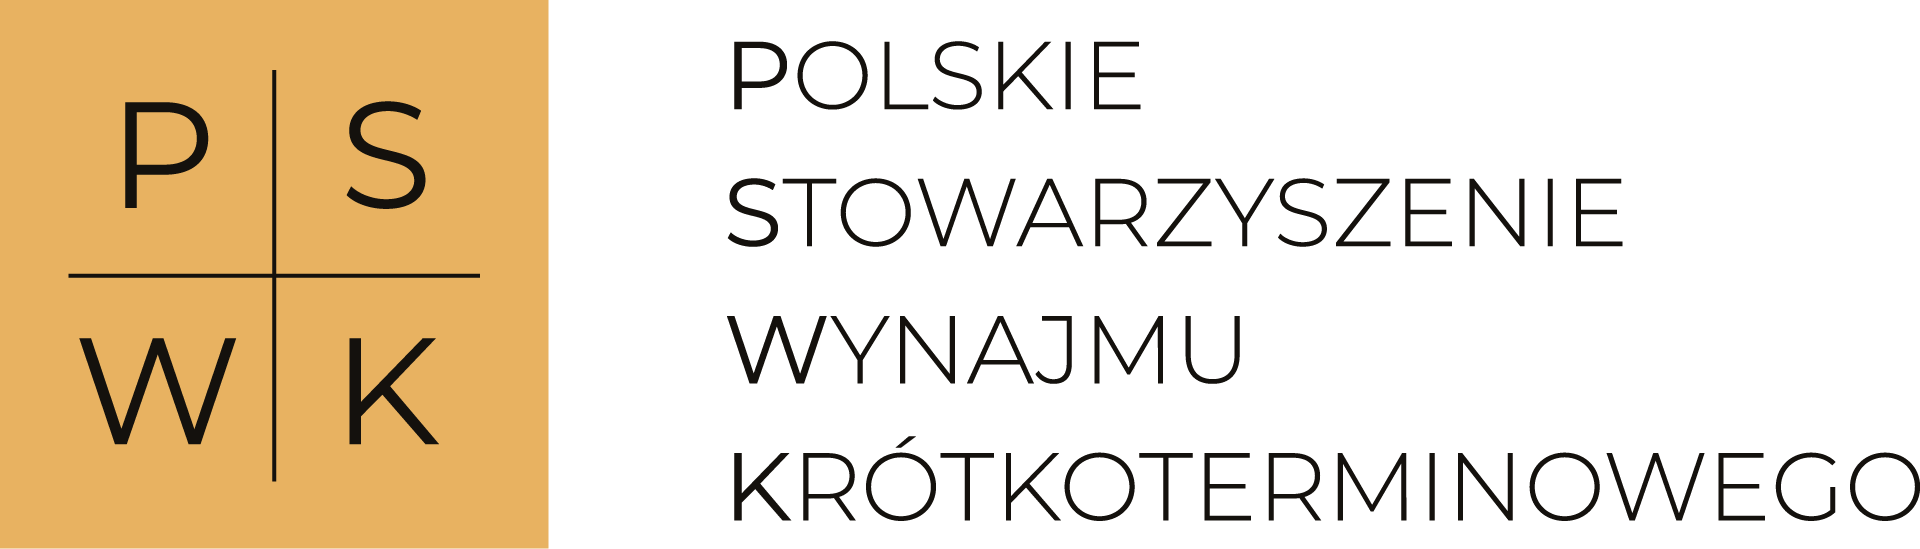 P S
W K
POLSKIE
STOWARZYSZENIE
WYNAJMU
KRÓTKOTERMINOWEGO